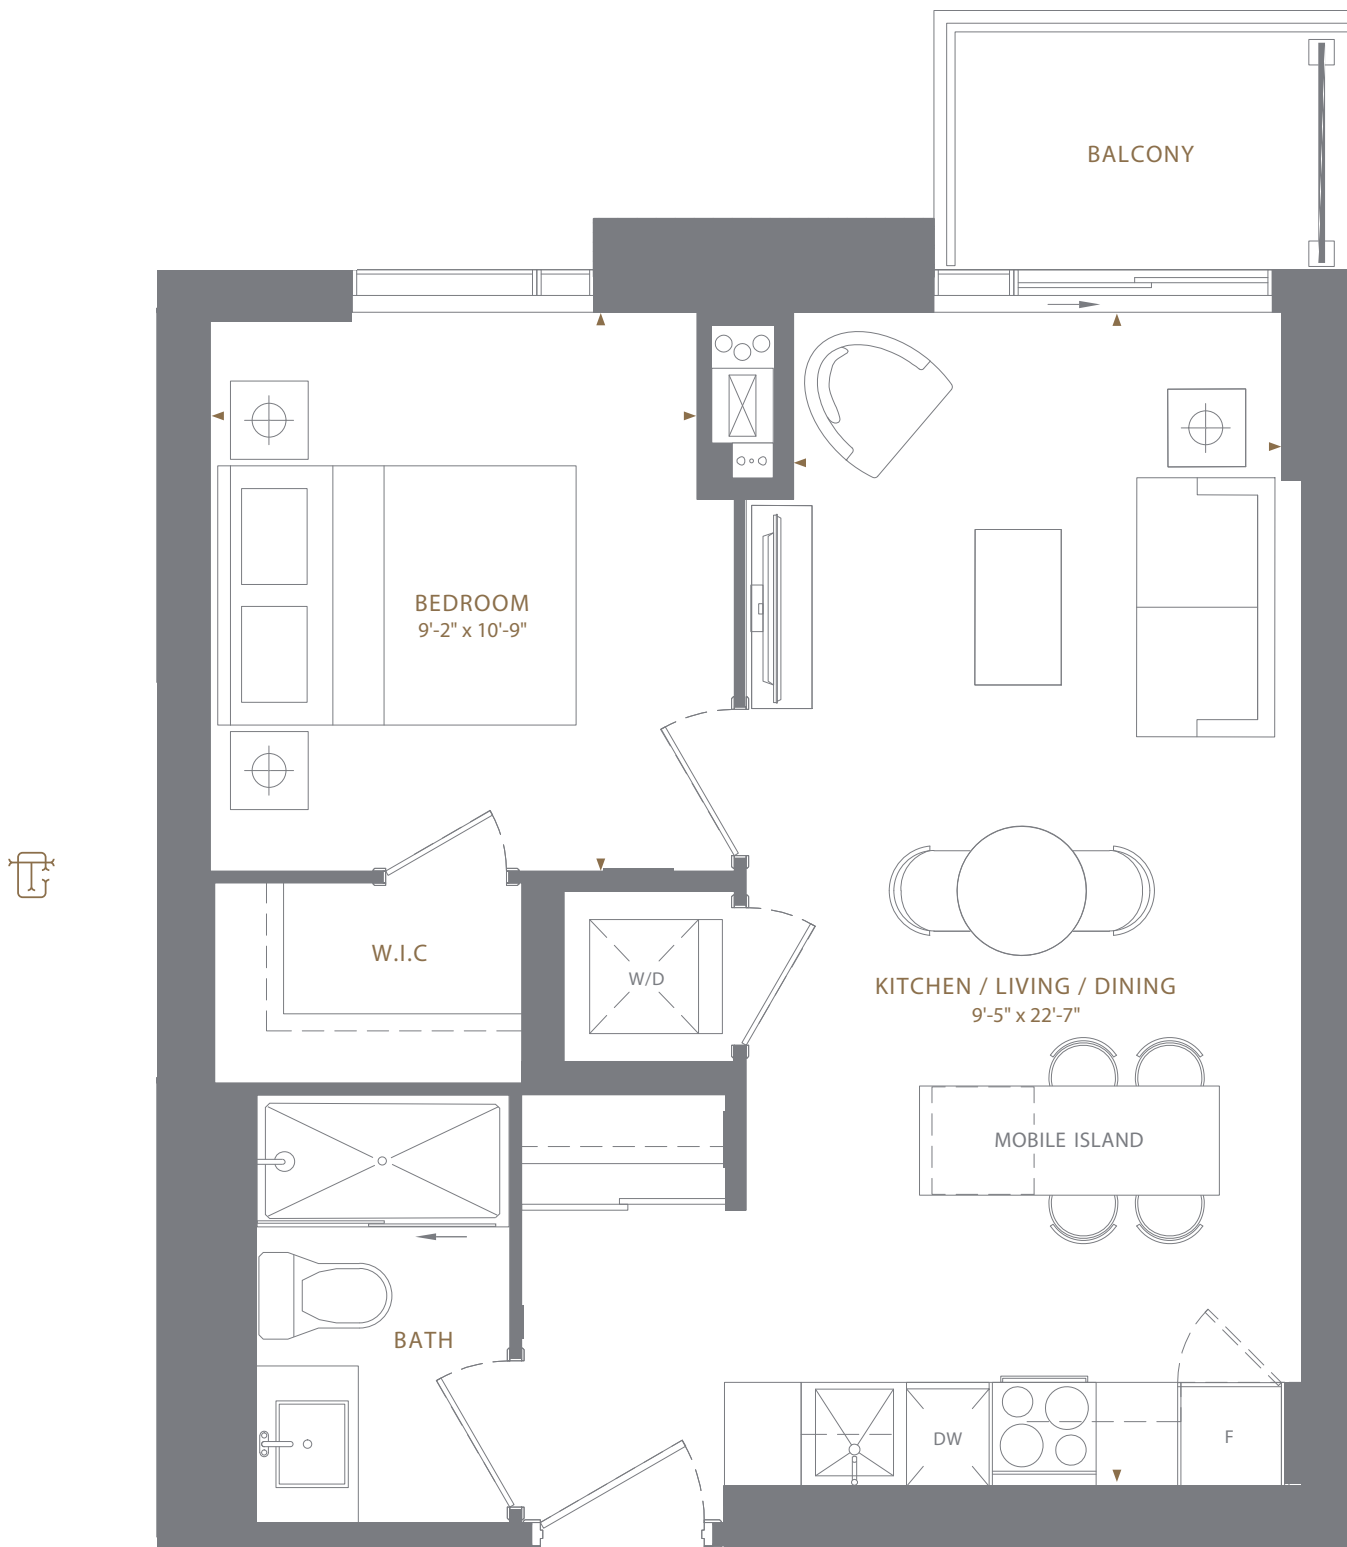 BALCONY
BEDROOM
9'-2" x 10'-9"
W.I.C
W/D
KITCHEN / LIVING / DINING
9'-5" x 22'-7"
MOBILE ISLAND
BATH
DW
F